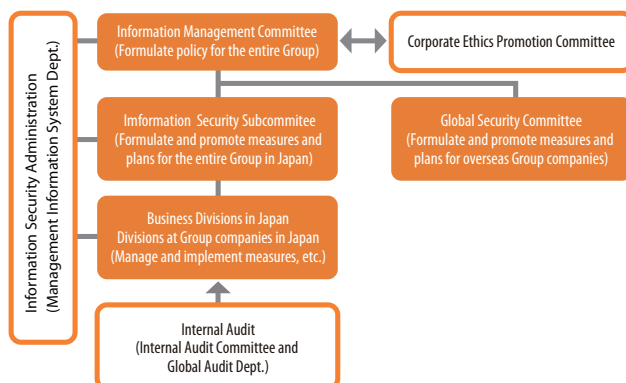 Information Security Administration
(Management Information System Dept.)
Information Management Committee
(Formulate policy for the entire Group)
Corporate Ethics Promotion Committee
Imformation Security Subcommittee
(Formulate and promote measures and
plans for the entire Group in Japan)
Global Security Committee
(Formulate and promote measures and
plans for overseas Group companies)
Business Divisions in Japan
Divisions at Group companies in Japan
(Manage and implement measures, etc.)
Internal Audit
(Internal Audit Committee and
Global Audit Dept.)